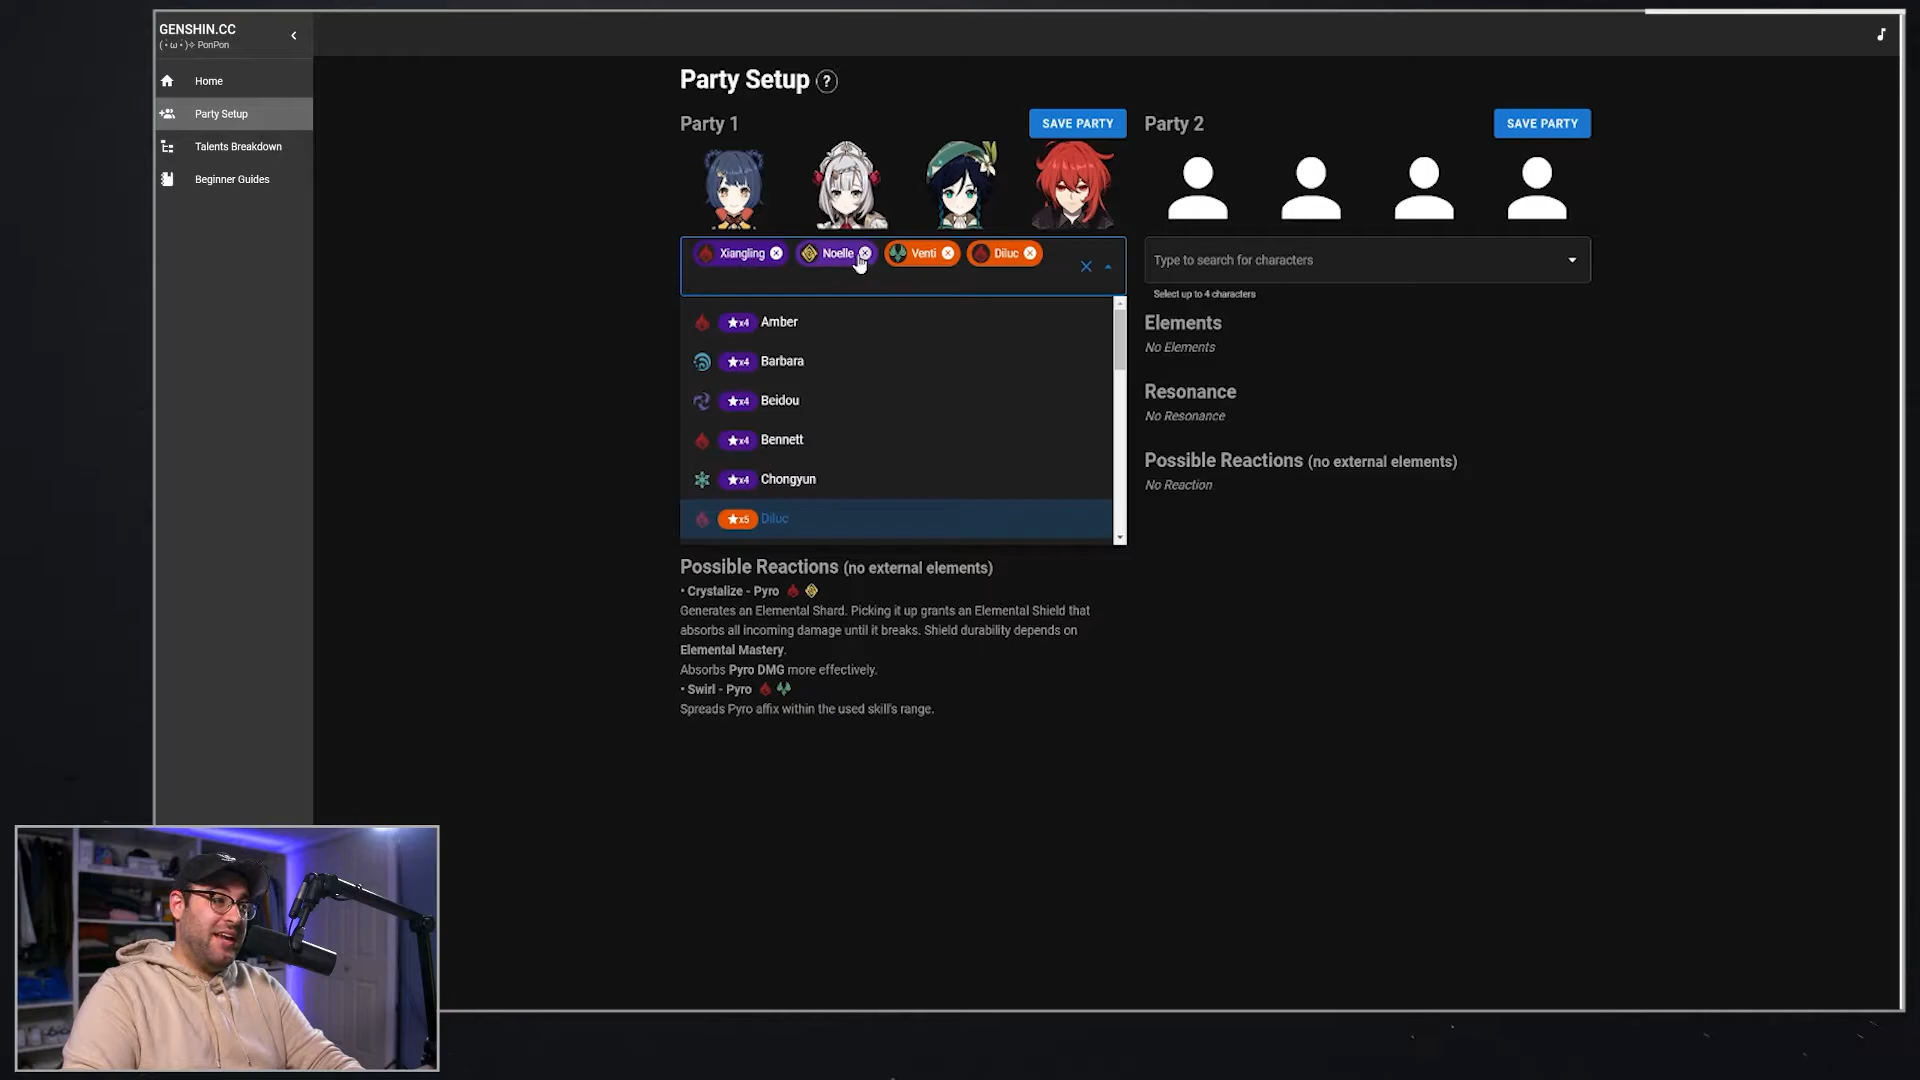 GENSHIN.CC
(･ω･)✧ PonPon
Home
Party Setup
Talents Breakdown
Beginner Guides
Party Setup ?
Party 1
SAVE PARTY
Xiangling
Noelle
Venti
Diluc
★x4 Amber
★x4 Barbara
★x4 Beidou
★x4 Bennett
★x4 Chongyun
★x5 Diluc
Possible Reactions (no external elements)
• Crystalize - Pyro
Generates an Elemental Shard. Picking it up grants an Elemental Shield that
absorbs all incoming damage until it breaks. Shield durability depends on
Elemental Mastery.
Absorbs Pyro DMG more effectively.
• Swirl - Pyro
Spreads Pyro affix within the used skill's range.
Party 2
SAVE PARTY
Type to search for characters
Select up to 4 characters
Elements
No Elements
Resonance
No Resonance
Possible Reactions (no external elements)
No Reaction